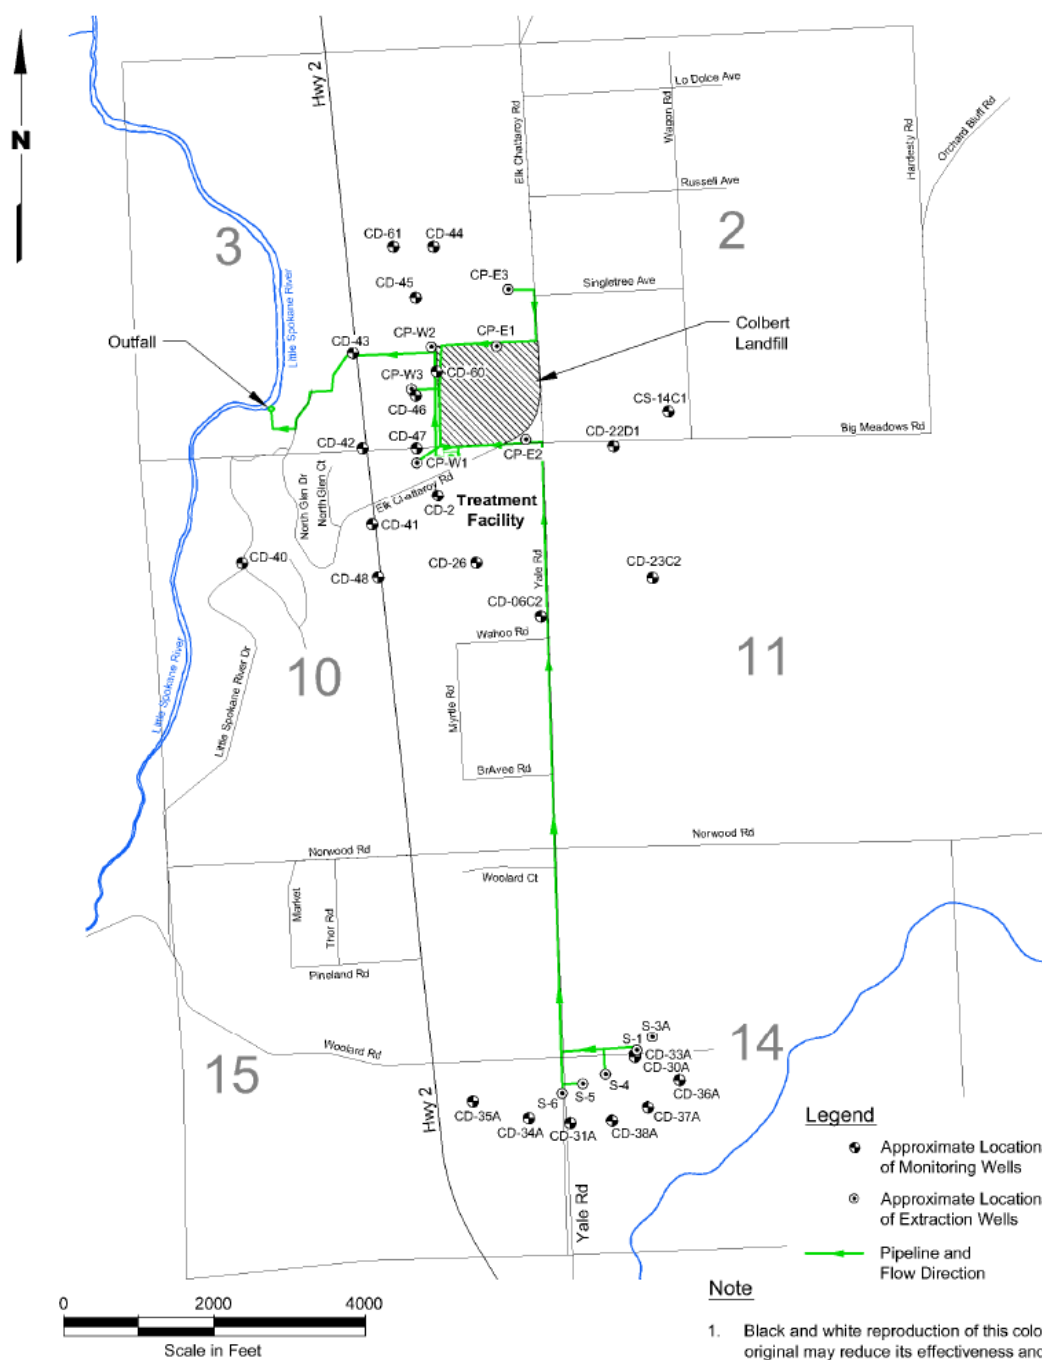 Lo Dolce Ave
Hwy 2
Elk Chattaroy Rd
Wagon Rd
Hardesty Rd
Orchard Bluff Rd
N
Russell Ave
3
2
CD-61
CD-44
CD-45
CP-E3
Singletree Ave
Little Spokane River
Outfall
CD-43
CP-W2
CP-E1
Colbert
Landfill
CP-W3
CD-60
CD-46
CS-14C1
CD-42
CD-47
CD-22D1
Big Meadows Rd
CP-W1
CP-E2
North Glen Dr
North Glen Ct
Elk Chattaroy Rd
CD-2
Treatment
Facility
CD-41
CD-40
CD-48
CD-26
Yale Rd
CD-23C2
CD-06C2
Wahoo Rd
10
11
Little Spokane River
Little Spokane River Dr
Myrtle Rd
BrAvee Rd
Norwood Rd
Norwood Rd
Woolard Ct
Market
Thor Rd
Pineland Rd
Woolard Rd
15
14
S-3A
S-1
CD-33A
CD-30A
S-4
CD-36A
S-5
S-6
CD-35A
CD-34A
CD-31A
CD-38A
CD-37A
Hwy 2
Yale Rd
Legend
Approximate Location
of Monitoring Wells
Approximate Location
of Extraction Wells
Pipeline and
Flow Direction
Note
1. Black and white reproduction of this colo
original may reduce its effectiveness and
0 2000 4000
Scale in Feet